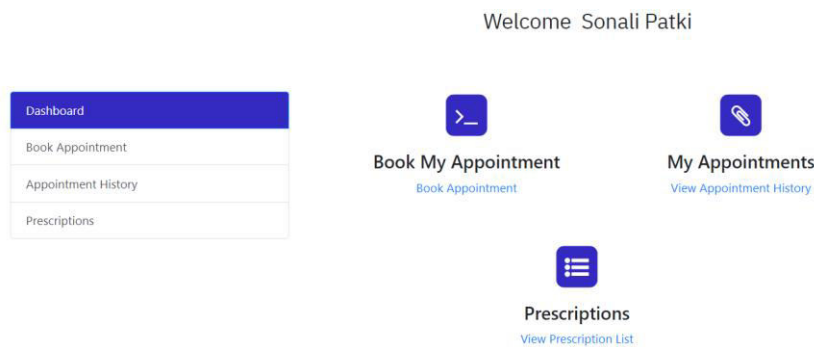 Welcome Sonali Patki
Dashboard
Book Appointment
Appointment History
Prescriptions
Book My Appointment
Book Appointment
My Appointments
View Appointment History
Prescriptions
View Prescription List